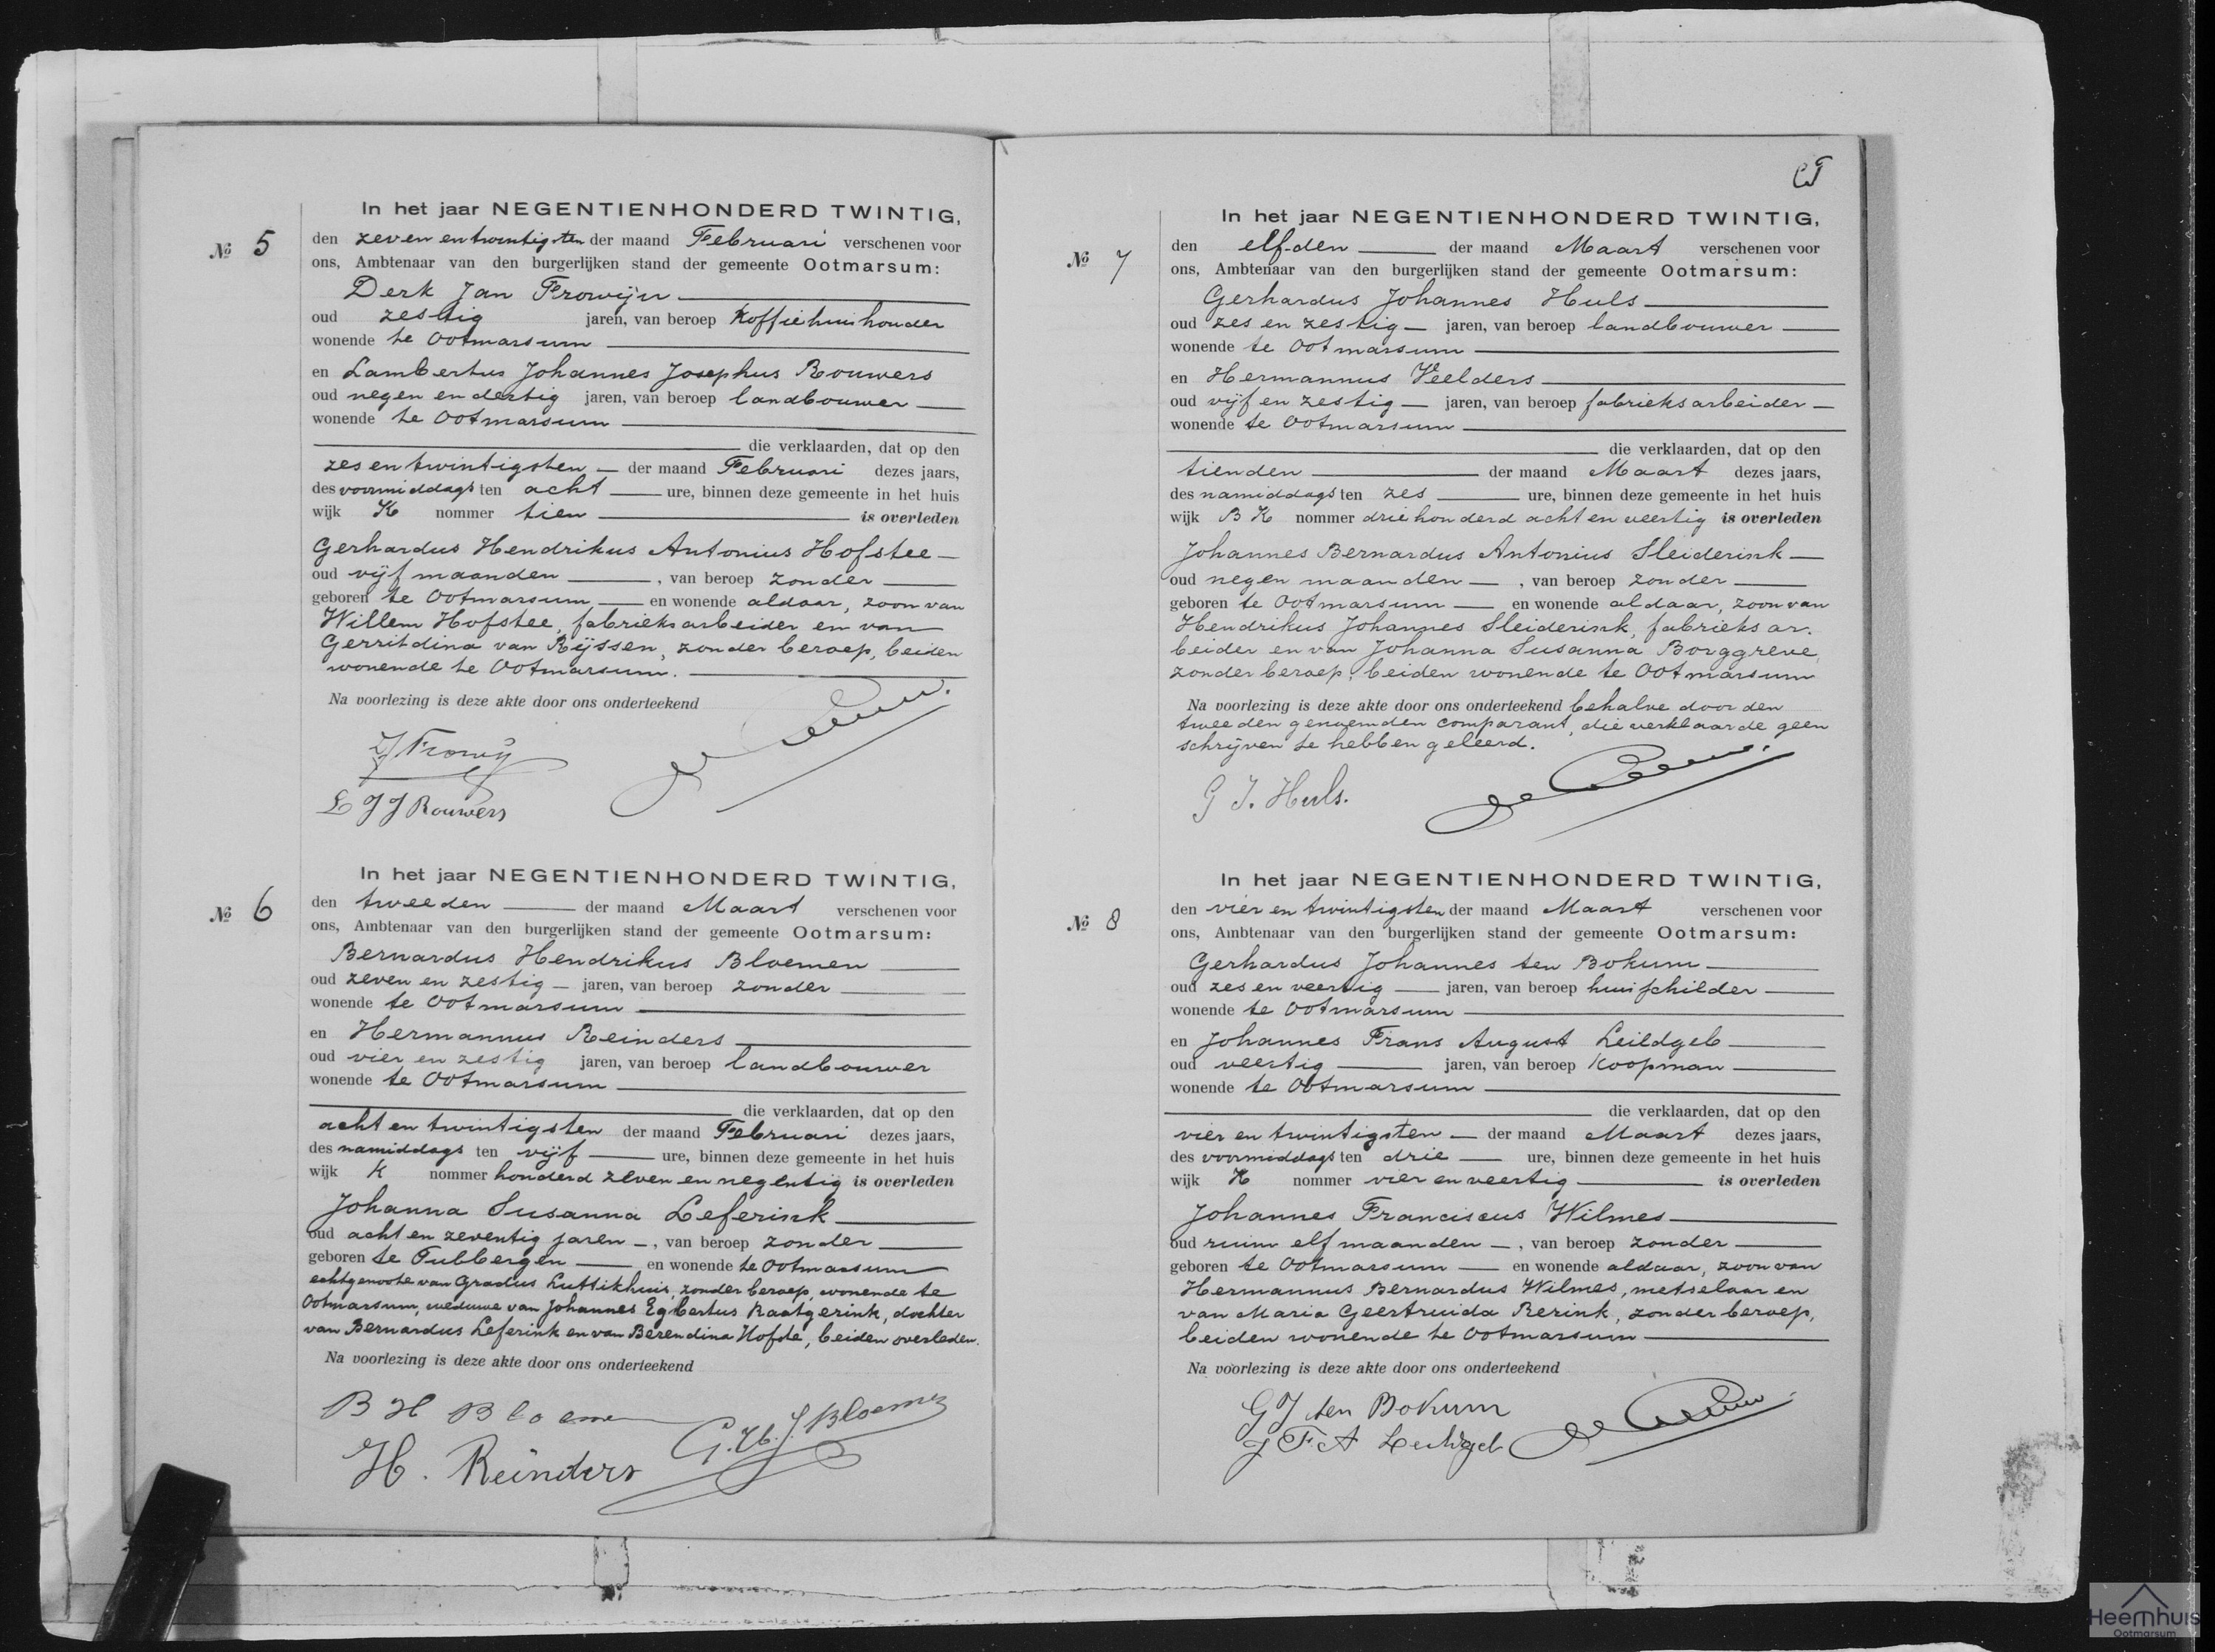 In het jaar NEGENTIENHONDERD TWINTIG,
№ 5 den zeven en twintigsten der maand Februari verschenen voor
ons, Ambtenaar van den burgerlijken stand der gemeente Ootmarsum:
Derk Jan Frowijn
oud zestig jaren, van beroep Koffiehuishouder
wonende te Ootmarsum
en Lambertus Johannes Josephus Rouwers
oud negen en dertig jaren, van beroep landbouwer
wonende te Ootmarsum
die verklaarden, dat op den
zes en twintigsten der maand Februari dezes jaars,
des voormiddags ten acht ure, binnen deze gemeente in het huis
wijk K nommer tien is overleden
Gerhardus Hendrikus Antonius Hofstee
oud vijf maanden, van beroep zonder
geboren te Ootmarsum en wonende aldaar, zoon van
Willem Hofstee, fabrieksarbeider en van
Gerritdina van Rijssen, zonder beroep, beiden
wonende te Ootmarsum.
Na voorlezing is deze akte door ons onderteekend
L J J Rouwers
In het jaar NEGENTIENHONDERD TWINTIG,
№ 6 den tweeden der maand Maart verschenen voor
ons, Ambtenaar van den burgerlijken stand der gemeente Ootmarsum:
Bernardus Hendrikus Bloemen
oud zeven en zestig jaren, van beroep zonder
wonende te Ootmarsum
en Hermannus Reinders
oud vier en zestig jaren, van beroep landbouwer
wonende te Ootmarsum
die verklaarden, dat op den
acht en twintigsten der maand Februari dezes jaars,
des namiddags ten vijf ure, binnen deze gemeente in het huis
wijk K nommer honderd zeven en negentig is overleden
Johanna Susanna Leferink
oud acht en zeventig jaren, van beroep zonder
geboren te Tubbergen en wonende te Ootmarsum
echtgenoote van Gradus Luttikhuis, zonder beroep, wonende te
Ootmarsum, weduwe van Johannes Egbertus Raatgerink, dochter
van Bernardus Leferink en van Berendina Hofste, beiden overleden.
Na voorlezing is deze akte door ons onderteekend
B H Bloemen
G. H. J. Bloemen
H. Reinders
In het jaar NEGENTIENHONDERD TWINTIG,
№ 7 den elfden der maand Maart verschenen voor
ons, Ambtenaar van den burgerlijken stand der gemeente Ootmarsum:
Gerhardus Johannes Huls
oud zes en zestig jaren, van beroep landbouwer
wonende te Ootmarsum
en Hermannus Veelders
oud vijf en zestig jaren, van beroep fabrieksarbeider
wonende te Ootmarsum
die verklaarden, dat op den
tienden der maand Maart dezes jaars,
des namiddags ten zes ure, binnen deze gemeente in het huis
wijk B K nommer driehonderd acht en veertig is overleden
Johannes Bernardus Antonius Sleiderink
oud negen maanden, van beroep zonder
geboren te Ootmarsum en wonende aldaar, zoon van
Hendrikus Johannes Sleiderink, fabrieksar.
beider en van Johanna Susanna Borggreve,
zonder beroep, beiden wonende te Ootmarsum
Na voorlezing is deze akte door ons onderteekend behalve door den
tweeden genoemden comparant, die verklaarde geen
schrijven te hebben geleerd.
G J. Huls.
In het jaar NEGENTIENHONDERD TWINTIG,
№ 8 den vier en twintigsten der maand Maart verschenen voor
ons, Ambtenaar van den burgerlijken stand der gemeente Ootmarsum:
Gerhardus Johannes ten Bokum
oud zes en veertig jaren, van beroep huisschilder
wonende te Ootmarsum
en Johannes Frans August Leildgeb
oud veertig jaren, van beroep Koopman
wonende te Ootmarsum
die verklaarden, dat op den
vier en twintigsten der maand Maart dezes jaars,
des voormiddags ten drie ure, binnen deze gemeente in het huis
wijk K nommer vier en veertig is overleden
Johannes Franciscus Wilmes
oud ruim elf maanden, van beroep zonder
geboren te Ootmarsum en wonende aldaar, zoon van
Hermannus Bernardus Wilmes, metselaar en
van Maria Geertruida Rerink, zonder beroep,
beiden wonende te Ootmarsum
Na voorlezing is deze akte door ons onderteekend
G J ten Bokum
J F A
Heemhuis
Ootmarsum